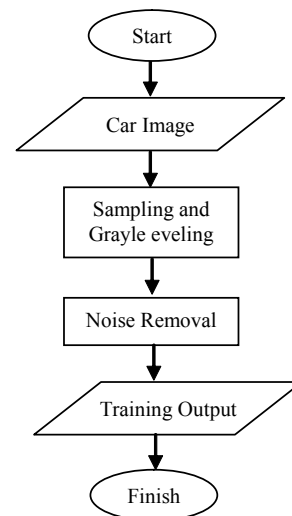 Start
Car Image
Sampling and
Grayle eveling
Noise Removal
Training Output
Finish